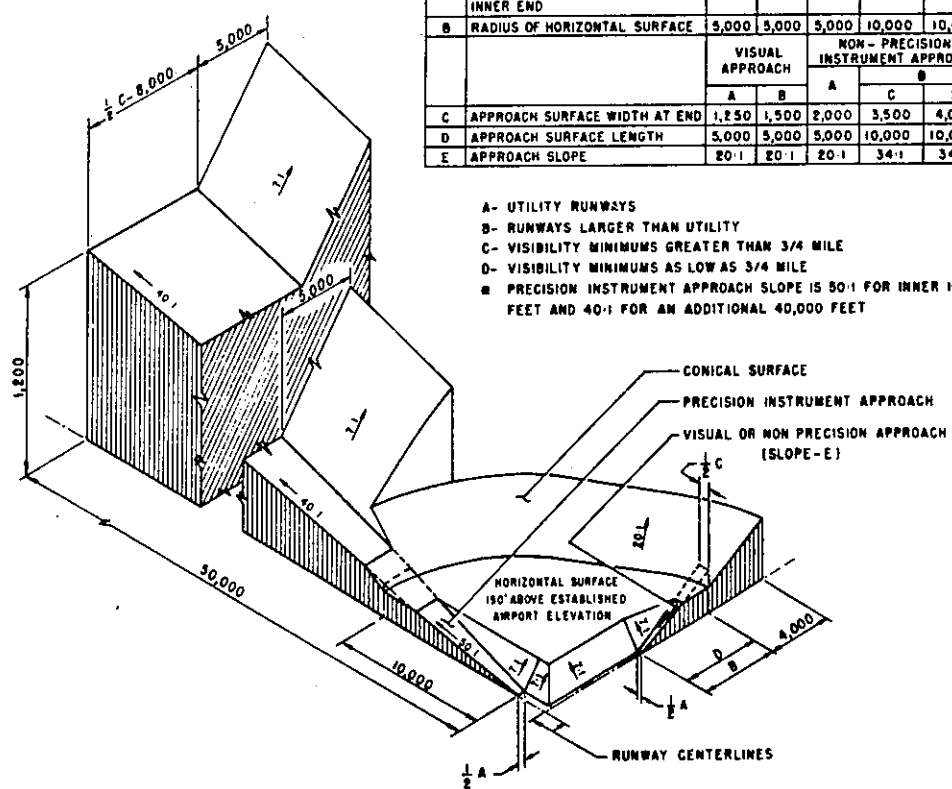 INNER END
B RADIUS OF HORIZONTAL SURFACE 5,000 5,000 5,000 10,000
VISUAL APPROACH
NON-PRECISION
A B A B
C
C APPROACH SURFACE WIDTH AT END 1,250 1,500 2,000 3,500
D APPROACH SURFACE LENGTH 5,000 5,000 5,000 10,000
E APPROACH SLOPE 20:1 20:1 20:1 34:1
A- UTILITY RUNWAYS
B- RUNWAYS LARGER THAN UTILITY
C- VISIBILITY MINIMUMS GREATER THAN 3/4 MILE
D- VISIBILITY MINIMUMS AS LOW AS 3/4 MILE
PRECISION INSTRUMENT APPROACH SLOPE IS 50:1 FOR INNER
FEET AND 40:1 FOR AN ADDITIONAL 40,000 FEET
5,000
1/2 C-8,000
7:1
40:1
5,000
1,200
7:1
CONICAL SURFACE
PRECISION INSTRUMENT APPROACH
VISUAL OR NON PRECISION APPROACH
(SLOPE-E)
1/2 C
40:1
20:1
HORIZONTAL SURFACE
150' ABOVE ESTABLISHED
AIRPORT ELEVATION
50,000
50:1
7:1
7:1
7:1
7:1
10,000
4,000
D
B
1/2 A
RUNWAY CENTERLINES
1/2 A